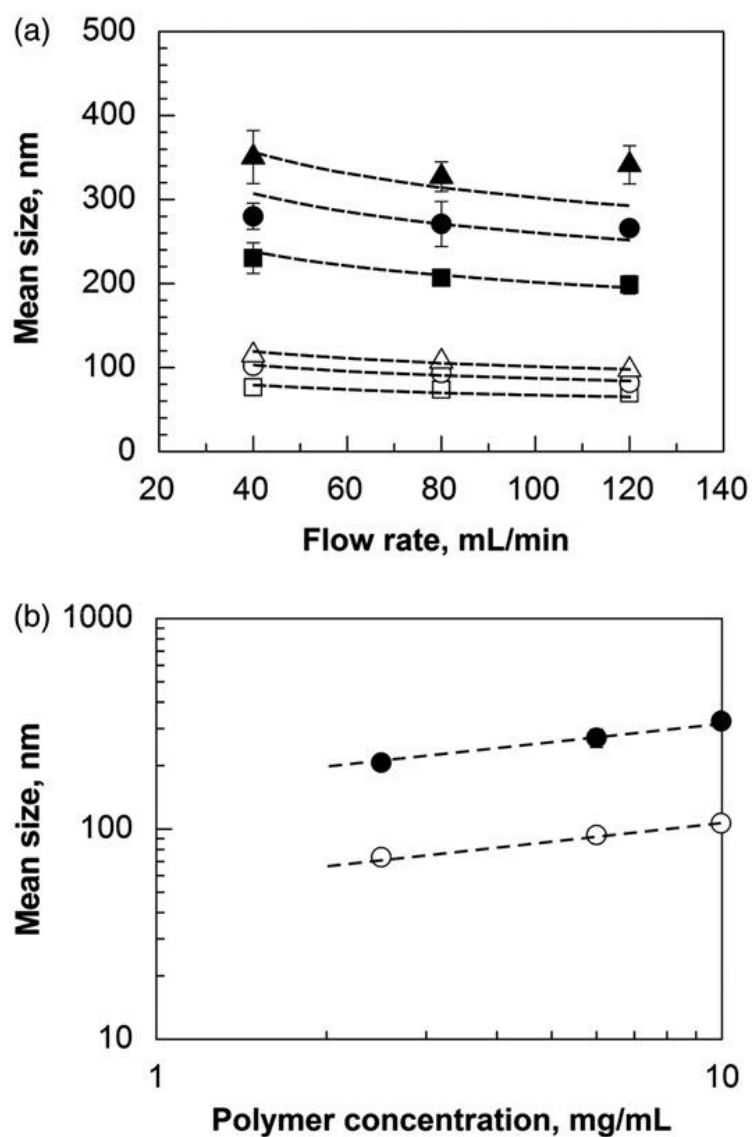 (a)
500
400
300
200
100
0
Mean size, nm
20 40 60 80 100 120 140
Flow rate, mL/min
(b)
1000
100
10
Mean size, nm
1 10
Polymer concentration, mg/mL